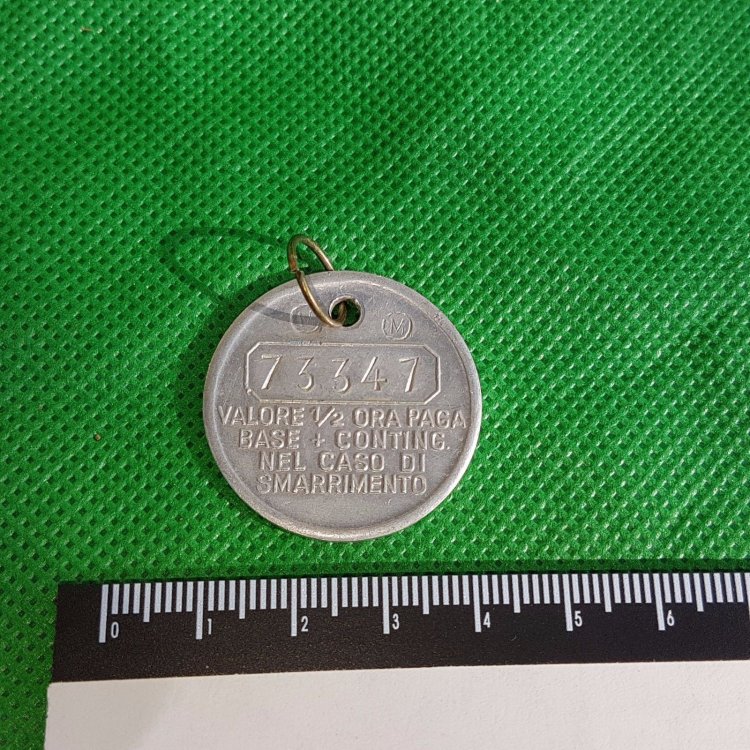 M
73347
VALORE 1/2 ORA PAGA
BASE + CONTING.
NEL CASO DI
SMARRIMENTO
0 1 2 3 4 5 6